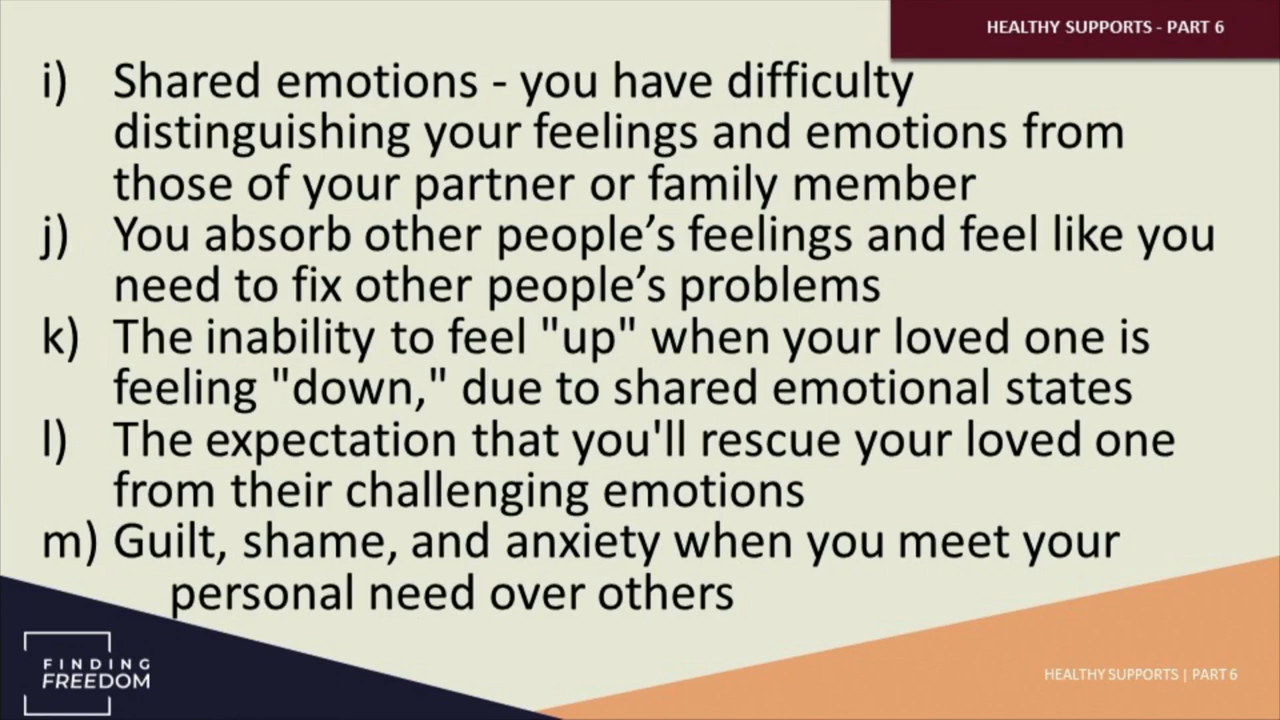 HEALTHY SUPPORTS - PART 6
i) Shared emotions - you have difficulty
distinguishing your feelings and emotions from
those of your partner or family member
j) You absorb other people’s feelings and feel like you
need to fix other people’s problems
k) The inability to feel "up" when your loved one is
feeling "down," due to shared emotional states
l) The expectation that you'll rescue your loved one
from their challenging emotions
m) Guilt, shame, and anxiety when you meet your
personal need over others
FINDING
FREEDOM
HEALTHY SUPPORTS | PART 6